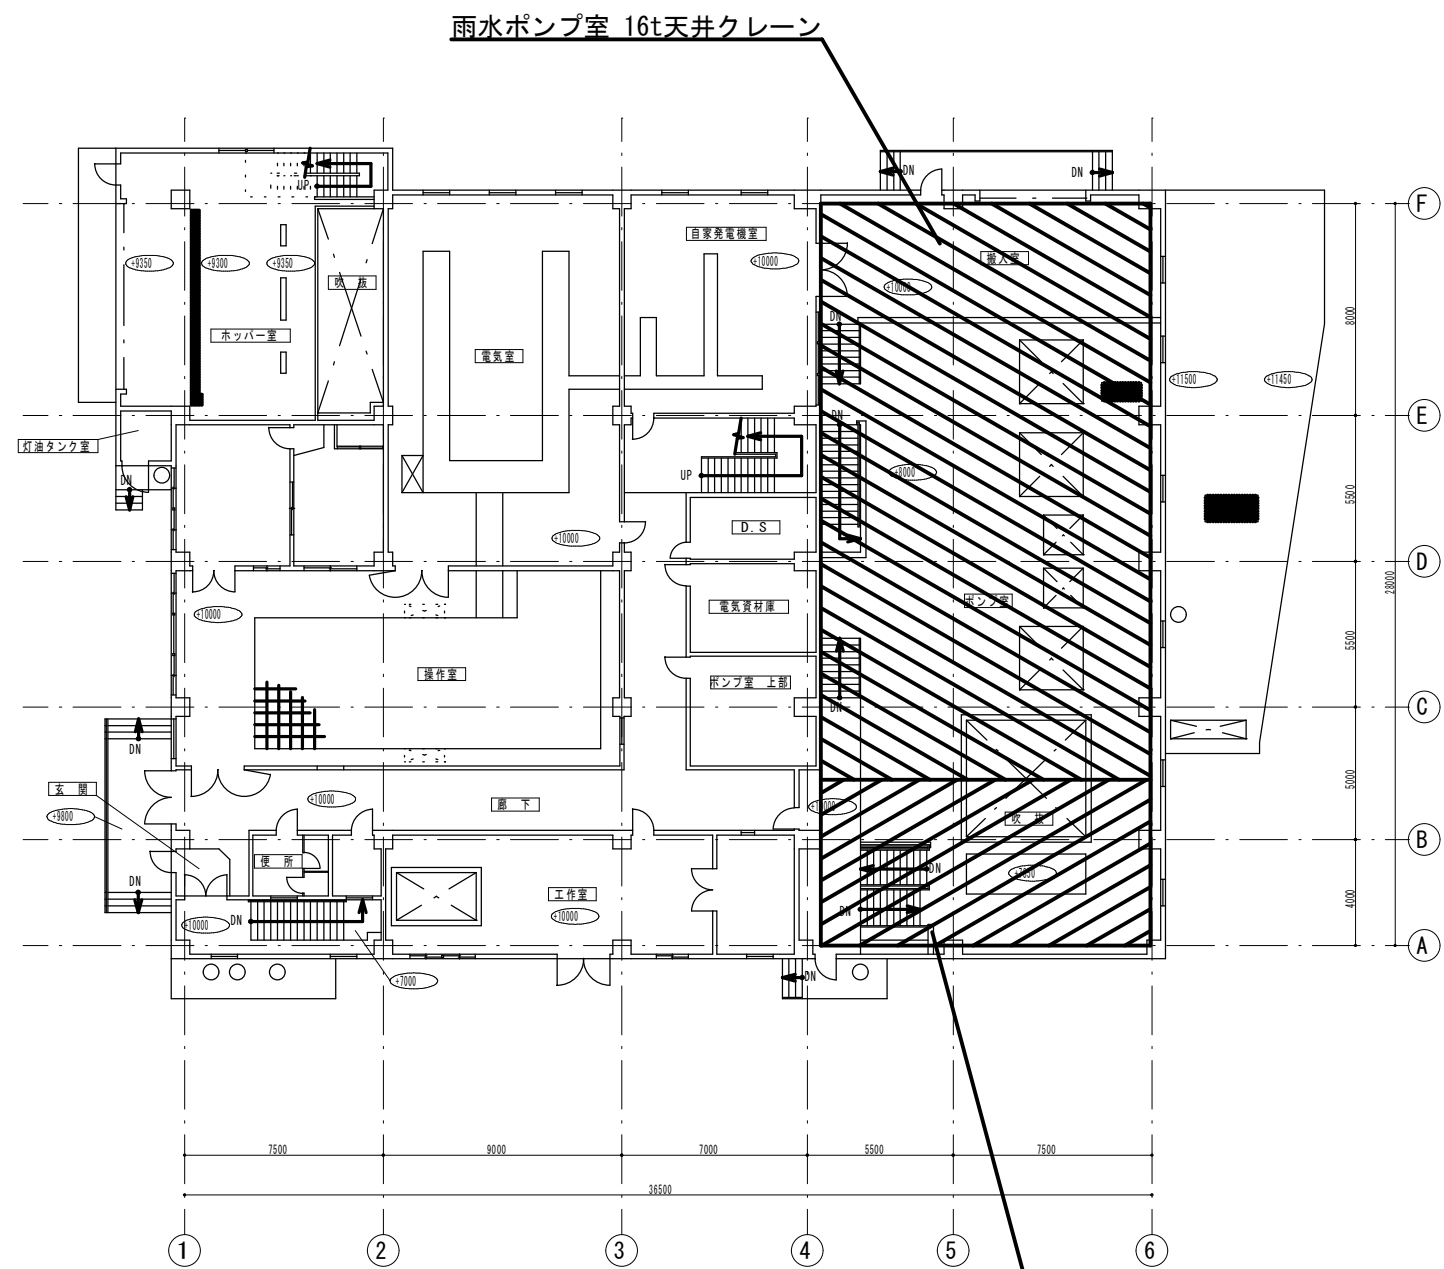 雨水ポンプ室 16t天井クレーン
DN
DN
UP
F
自家発電機室
搬入室
+9350
+9300
+9350
+10000
吹 抜
+10000
8000
ホッパー室
DN
電気室
+11500
+11450
E
DN
灯油タンク室
+8000
UP
DN
5500
D.S
+10000
D
28000
電気資材庫
ポンプ室
+10000
5500
操作室
ポンプ室 上部
DN
C
DN
玄 関
+10000
廊 下
5000
+9800
+10000
吹 抜
B
便 所
DN
+7050
DN
工作室
4000
DN
+10000
DN
+10000
A
+7000
DN
7500
9000
7000
5500
7500
36500
1
2
3
4
5
6